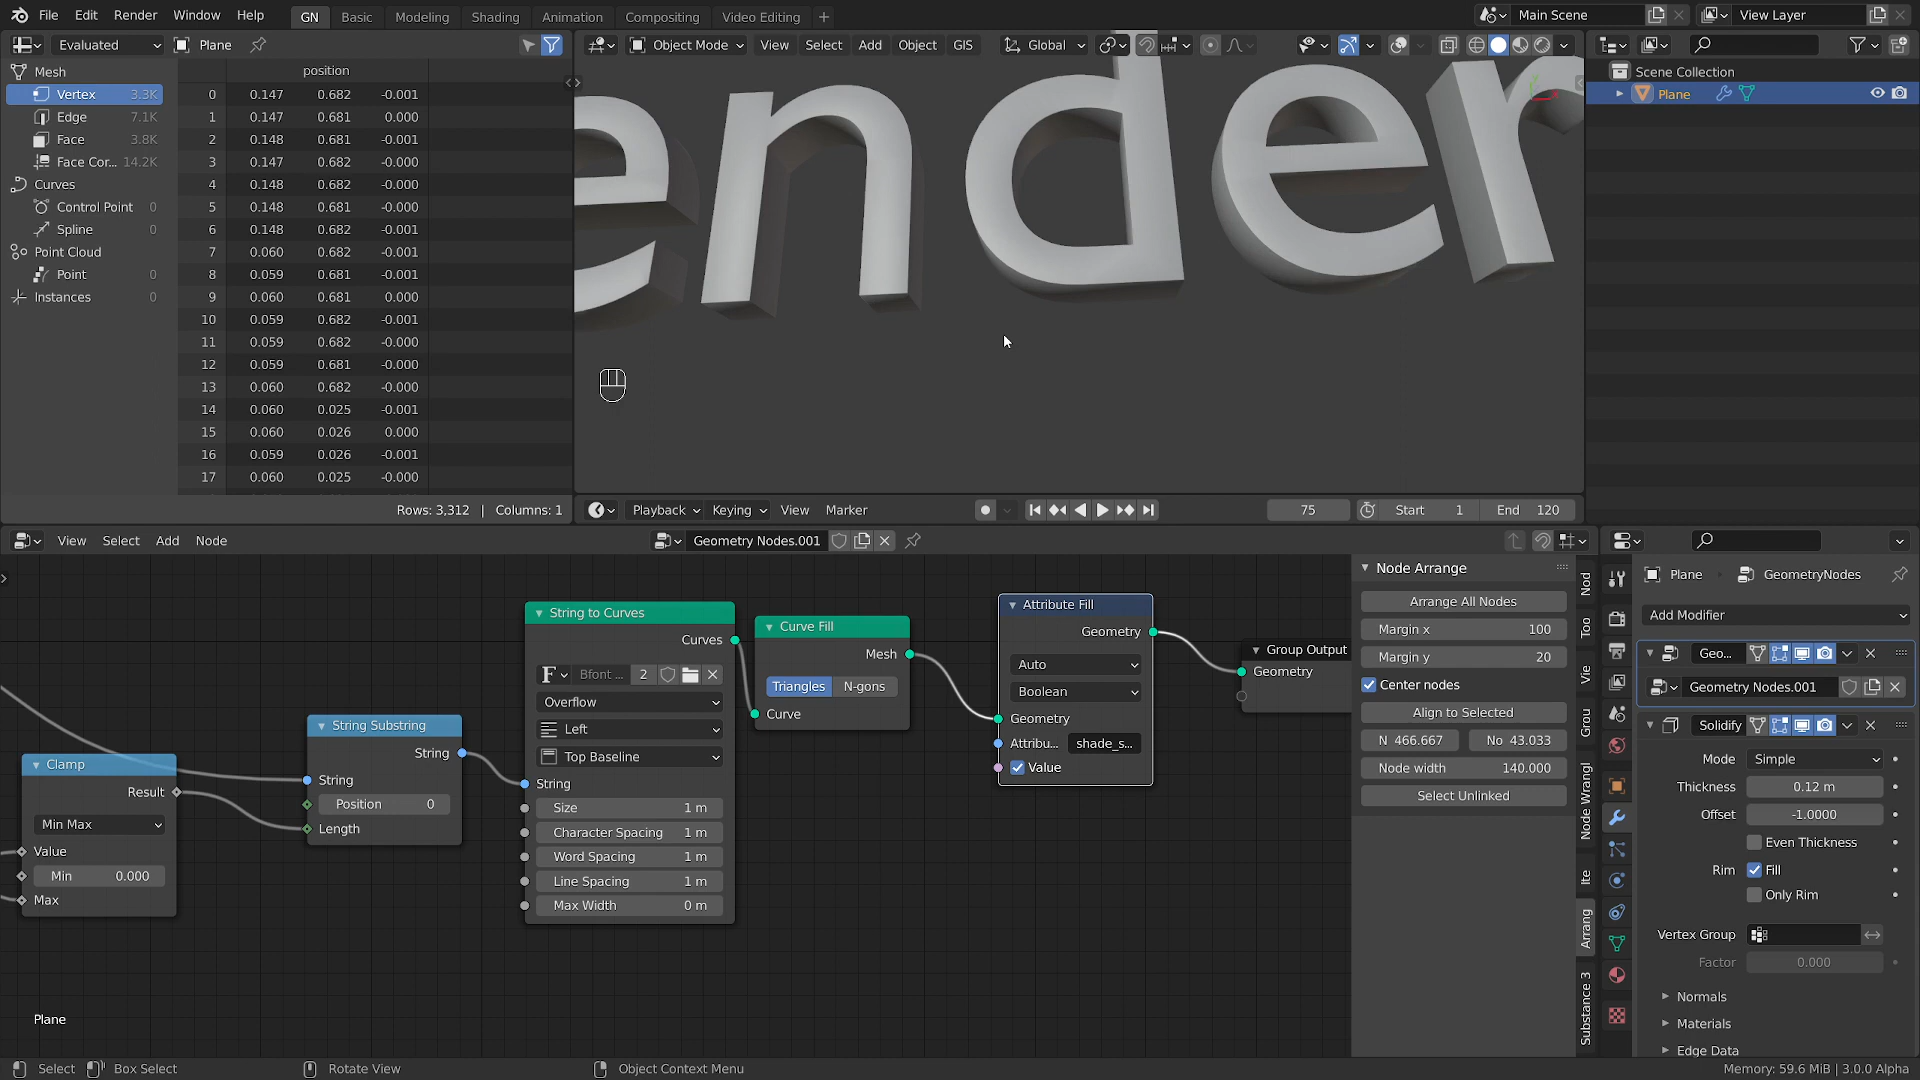 File Edit Render Window Help GN Basic Modeling Shading Animation Compositing Video Editing + Main Scene View Layer
Evaluated Plane Object Mode View Select Add Object GIS Global
Mesh
Vertex 3.3K
Edge 7.1K
Face 3.8K
Face Cor... 14.2K
Curves
Control Point 0
Spline 0
Point Cloud
Point 0
Instances 0
position
0 0.147 0.682 -0.001
1 0.147 0.681 0.000
2 0.148 0.681 -0.001
3 0.147 0.682 -0.000
4 0.148 0.682 -0.000
5 0.148 0.681 -0.000
6 0.148 0.682 -0.001
7 0.060 0.682 -0.001
8 0.059 0.681 -0.000
9 0.060 0.681 0.000
10 0.059 0.682 -0.001
11 0.059 0.682 -0.000
12 0.059 0.681 -0.000
13 0.060 0.682 -0.000
14 0.060 0.025 -0.001
15 0.060 0.026 0.000
16 0.059 0.026 -0.001
17 0.060 0.025 -0.000
Rows: 3,312 | Columns: 1
ender
Scene Collection
Plane
Playback Keying View Marker 75 Start 1 End 120
View Select Add Node Geometry Nodes.001
Clamp
Result
Min Max
Value
Min 0.000
Max
String Substring
String
String
Position 0
Length
String to Curves
Curves
F Bfont ... 2
Overflow
Left
Top Baseline
String
Size 1 m
Character Spacing 1 m
Word Spacing 1 m
Line Spacing 1 m
Max Width 0 m
Curve Fill
Mesh
Triangles N-gons
Curve
Attribute Fill
Geometry
Auto
Boolean
Geometry
Attribu... shade_s...
Value
Group Output
Geometry
Node Arrange
Arrange All Nodes
Margin x 100
Margin y 20
Center nodes
Align to Selected
N 466.667 No 43.033
Node width 140.000
Select Unlinked
Nod
Too
Vie
Grou
Node Wrangl
Ite
Arrang
Substance 3
Plane GeometryNodes
Add Modifier
Geo...
Geometry Nodes.001
Solidify
Mode Simple
Thickness 0.12 m
Offset -1.0000
Even Thickness
Rim Fill
Only Rim
Vertex Group
Factor 0.000
Normals
Materials
Edge Data
Plane
Select Box Select Rotate View Object Context Menu Memory: 59.6 MiB | 3.0.0 Alpha